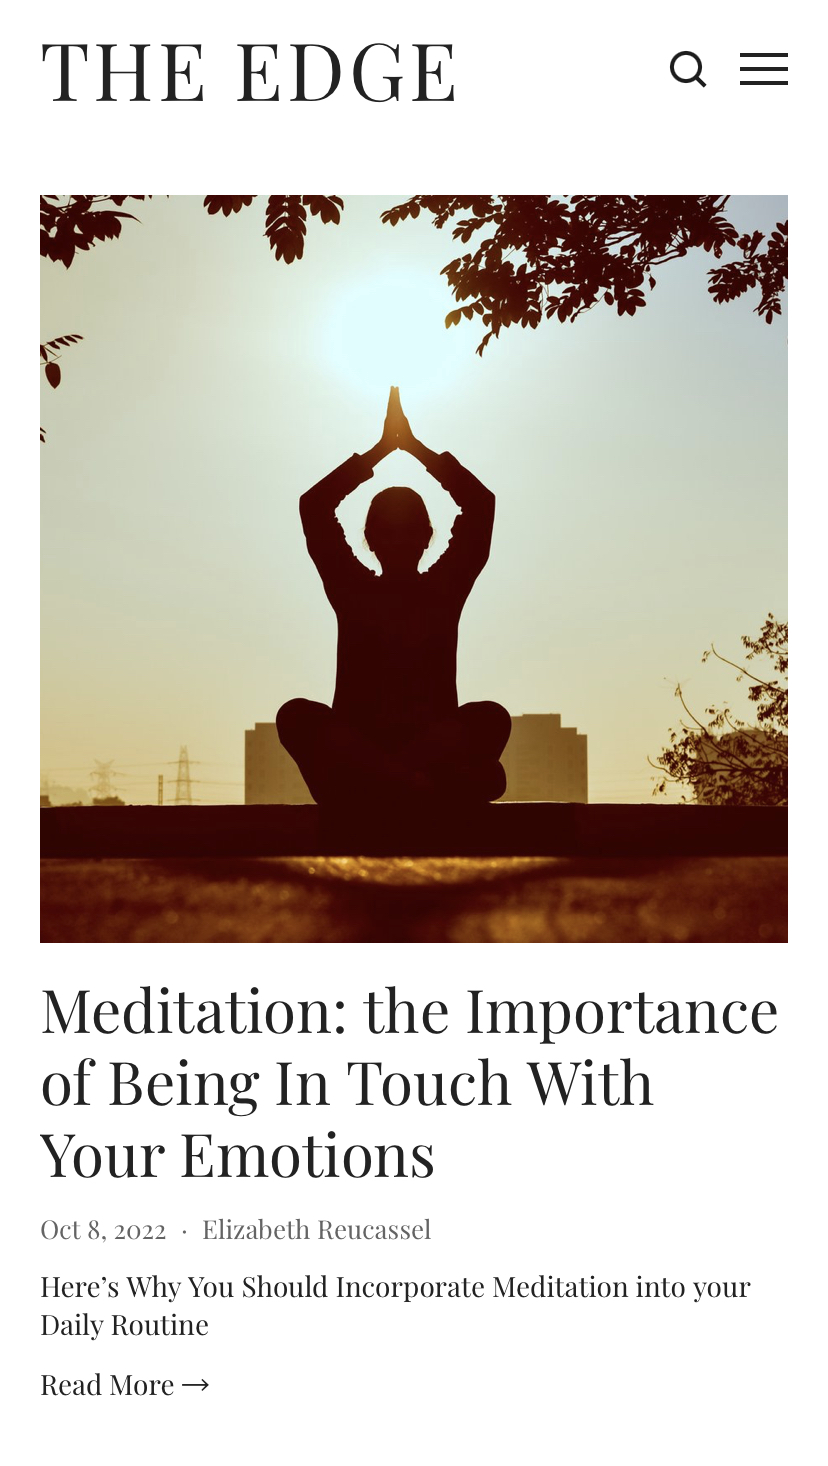 THE EDGE
Meditation: the Importance
of Being In Touch With
Your Emotions
Oct 8, 2022 · Elizabeth Reucassel
Here’s Why You Should Incorporate Meditation into your
Daily Routine
Read More →